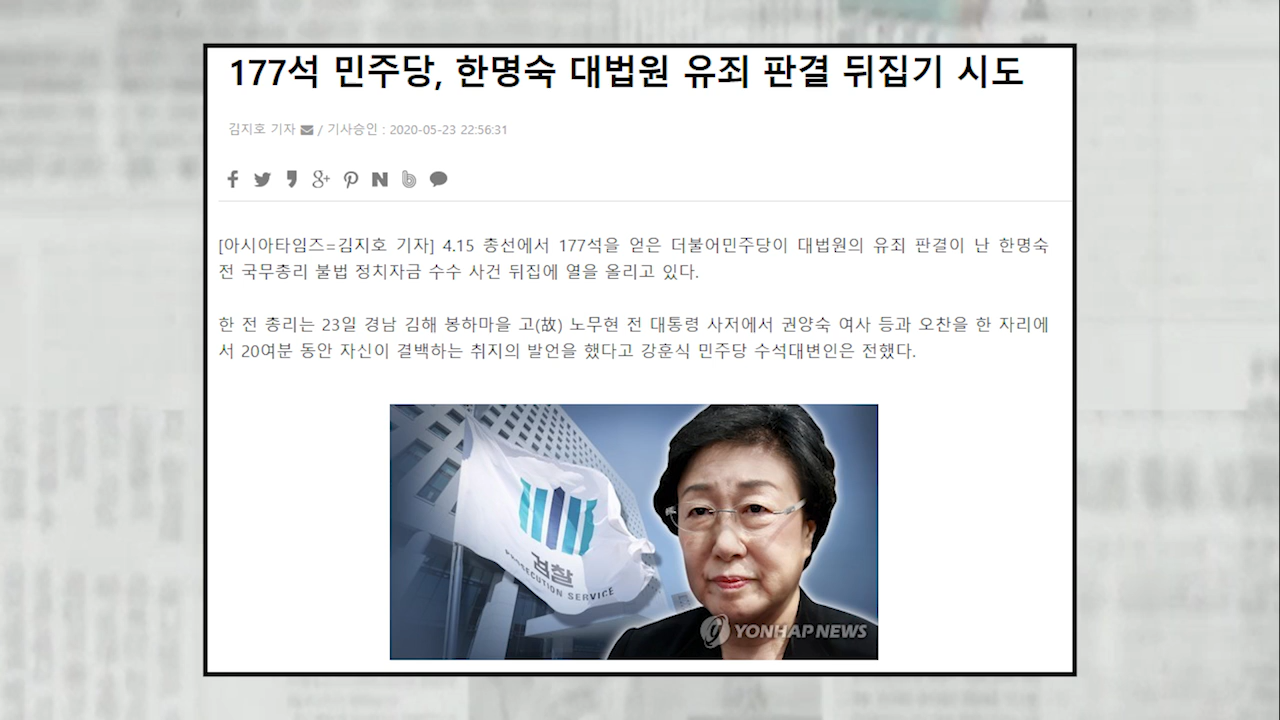 177석 민주당, 한명숙 대법원 유죄 판결 뒤집기 시도
김지호 기자 / 기사승인 : 2020-05-23 22:56:31
[아시아타임즈=김지호 기자] 4.15 총선에서 177석을 얻은 더불어민주당이 대법원의 유죄 판결이 난 한명숙
전 국무총리 불법 정치자금 수수 사건 뒤집에 열을 올리고 있다.
한 전 총리는 23일 경남 김해 봉하마을 고(故) 노무현 전 대통령 사저에서 권양숙 여사 등과 오찬을 한 자리에
서 20여분 동안 자신이 결백하는 취지의 발언을 했다고 강훈식 민주당 수석대변인은 전했다.
검찰
PROSECUTION SERVICE
YONHAP NEWS